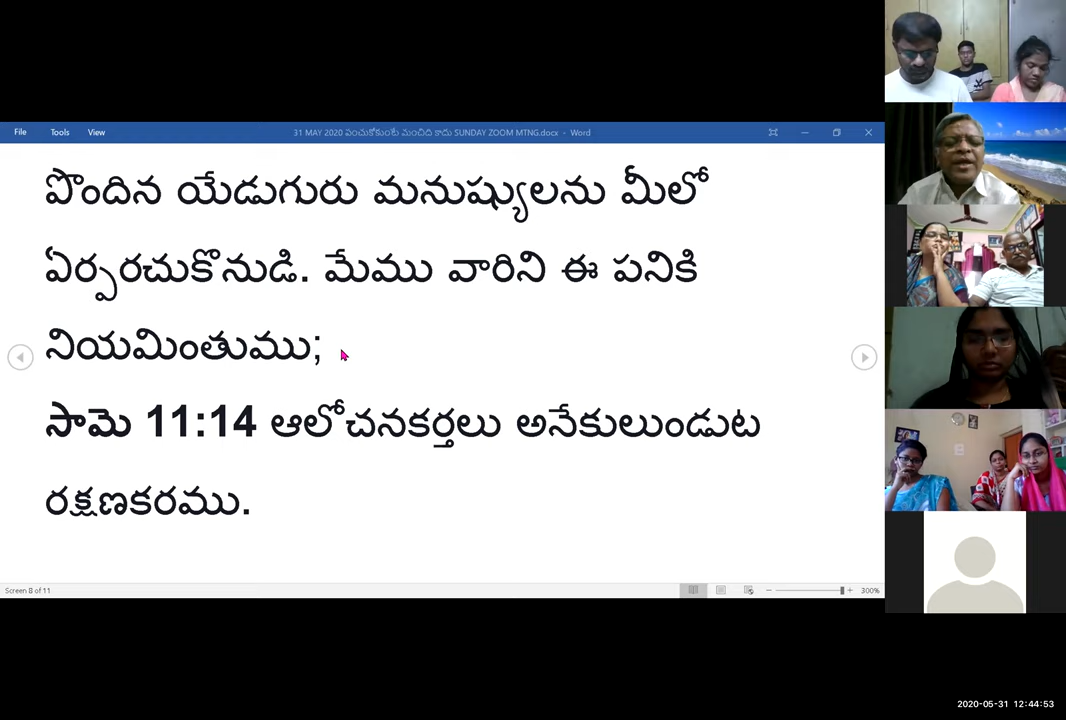 File Tools View 31 MAY 2020 పంచుకోకుంటే మంచిది కాదు SUNDAY ZOOM MTNG.docx - Word
పొందిన యేడుగురు మనుష్యులను మీలో
ఏర్పరచుకొనుడి. మేము వారిని ఈ పనికి
నియమింతుము;
సామె 11:14 ఆలోచనకర్తలు అనేకులుండుట
రక్షణకరము.
Screen 8 of 11 300%
2020-05-31 12:44:53